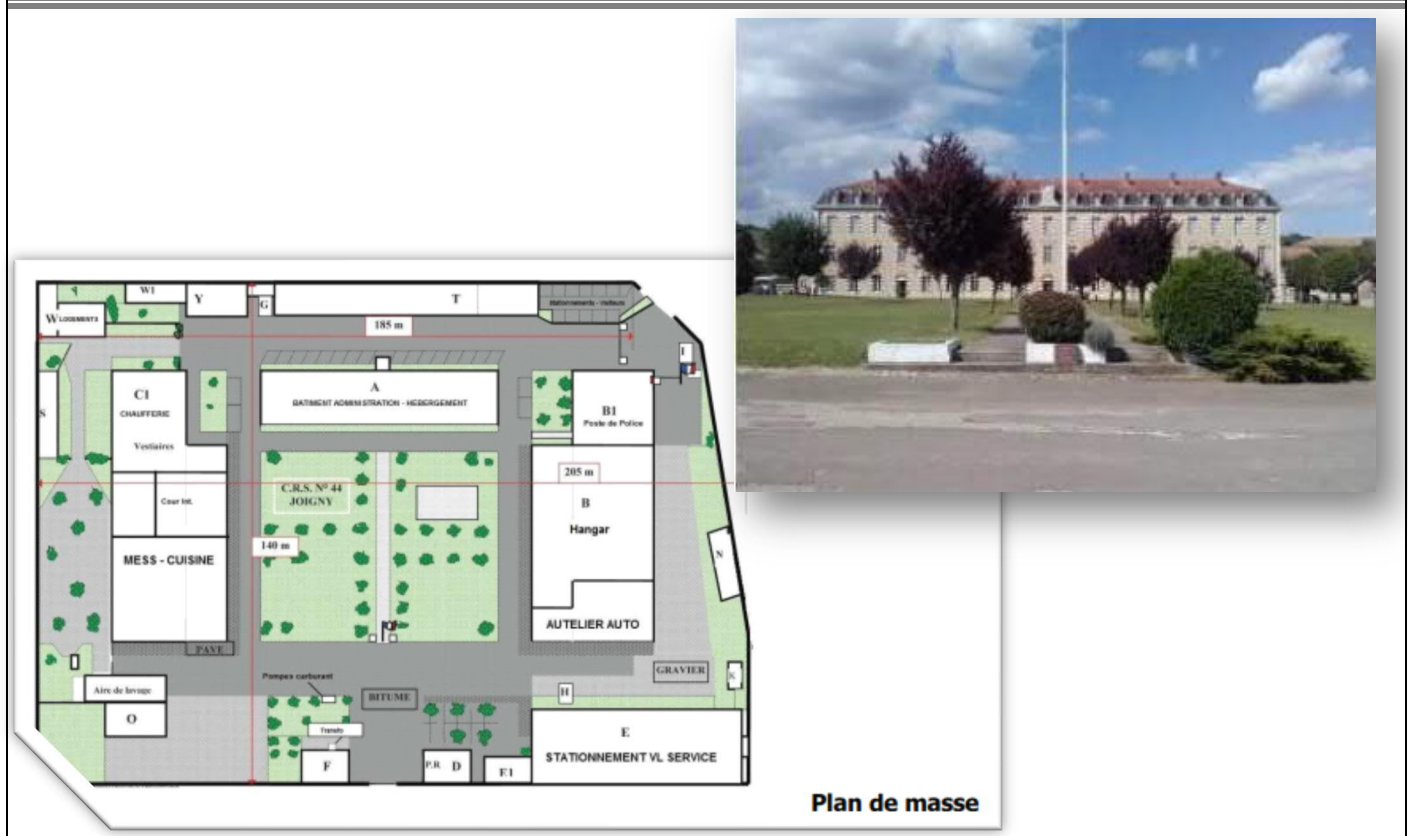 W1
Y
G
T
Stationnements - Visiteurs
W LOGEMENTS
185 m
I
C1
CHAUFFERIE
Vestiaires
S
A
BATIMENT ADMINISTRATION - HEBERGEMENT
B1
Poste de Police
205 m
C.R.S. N° 44
JOIGNY
Cour Int.
B
Hangar
140 m
MESS - CUISINE
N
AUTELIER AUTO
PAVE
GRAVIER
K
Pompes carburant
Aire de lavage
BITUME
H
O
Transfo
E
STATIONNEMENT VL SERVICE
F
P.R D
E1
Plan de masse